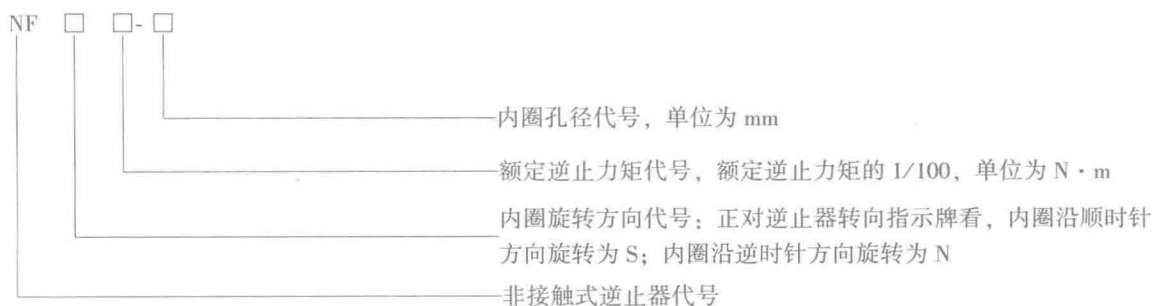 NF □ □-□
内圈孔径代号，单位为 mm
额定逆止力矩代号，额定逆止力矩的 1/100，单位为 N·m
内圈旋转方向代号：正对逆止器转向指示牌看，内圈沿顺时针
方向旋转为 S；内圈沿逆时针方向旋转为 N
非接触式逆止器代号